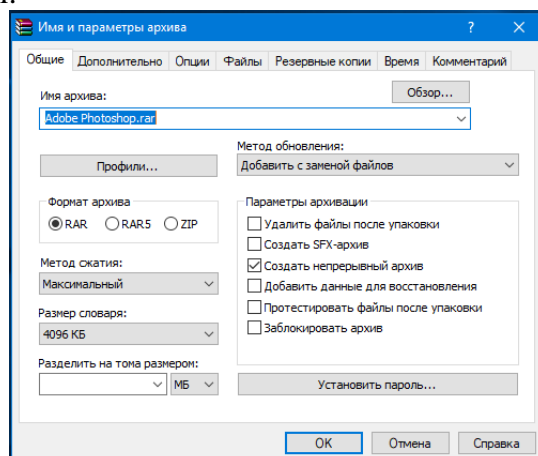 Имя и параметры архива ? ×
Общие Дополнительно Опции Файлы Резервные копии Время Комментарий
Имя архива: Обзор...
Adobe Photoshop.rar
Метод обновления:
Профили... Добавить с заменой файлов
Формат архива Параметры архивации
RAR RAR5 ZIP Удалить файлы после упаковки
Создать SFX-архив
Метод сжатия: Создать непрерывный архив
Максимальный Добавить данные для восстановления
Размер словаря: Протестировать файлы после упаковки
4096 КБ Заблокировать архив
Разделить на тома размером:
МБ Установить пароль...
OK Отмена Справка